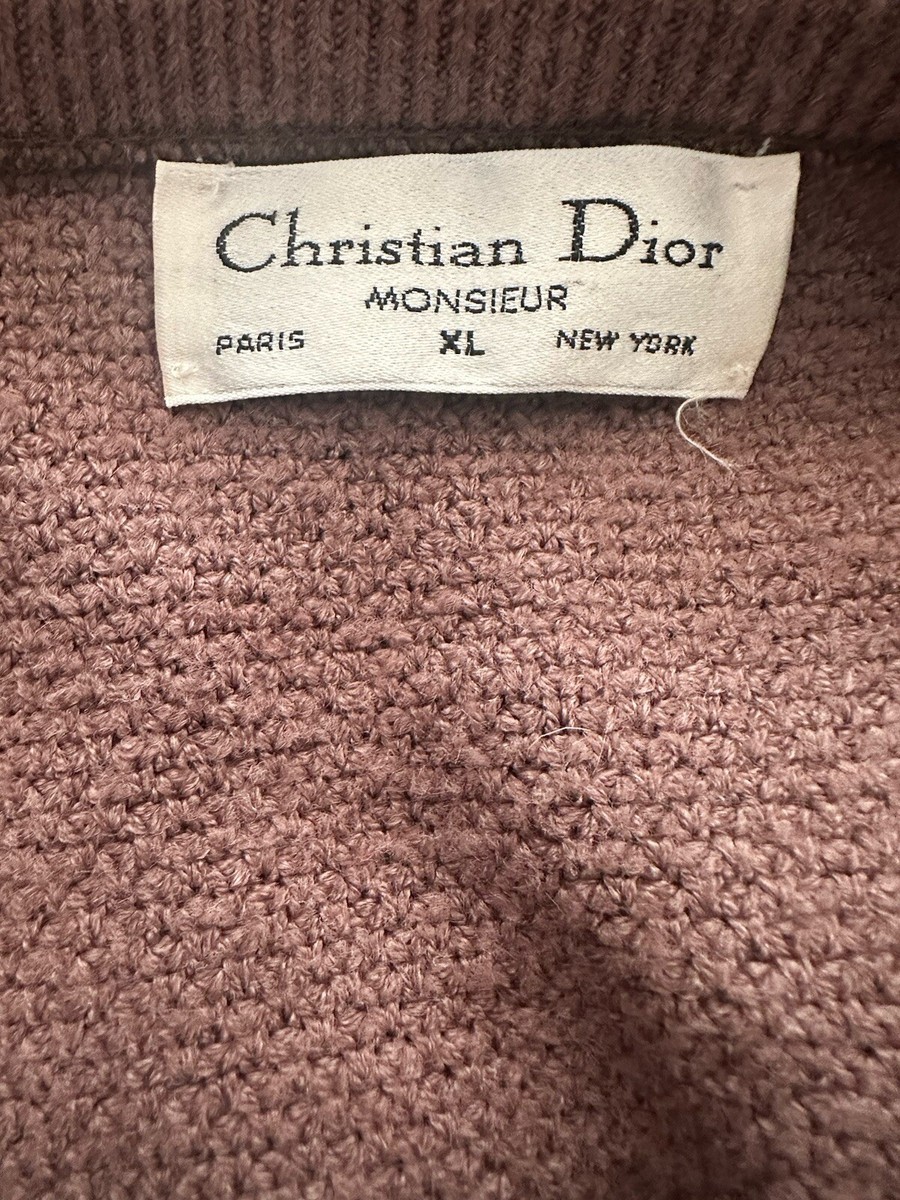 Christian Dior
MONSIEUR
PARIS XL NEW YORK